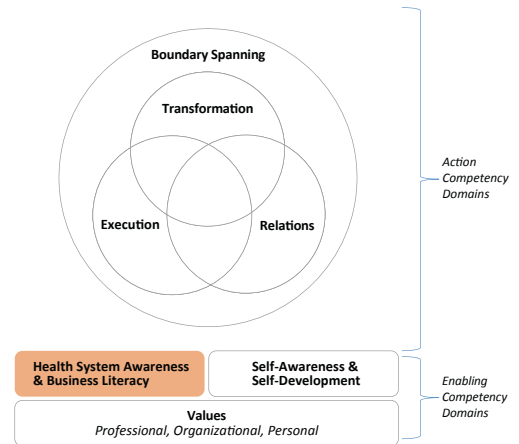 Boundary Spanning
Transformation
Execution
Relations
Action
Competency
Domains
Health System Awareness
& Business Literacy
Self-Awareness &
Self-Development
Values
Professional, Organizational, Personal
Enabling
Competency
Domains